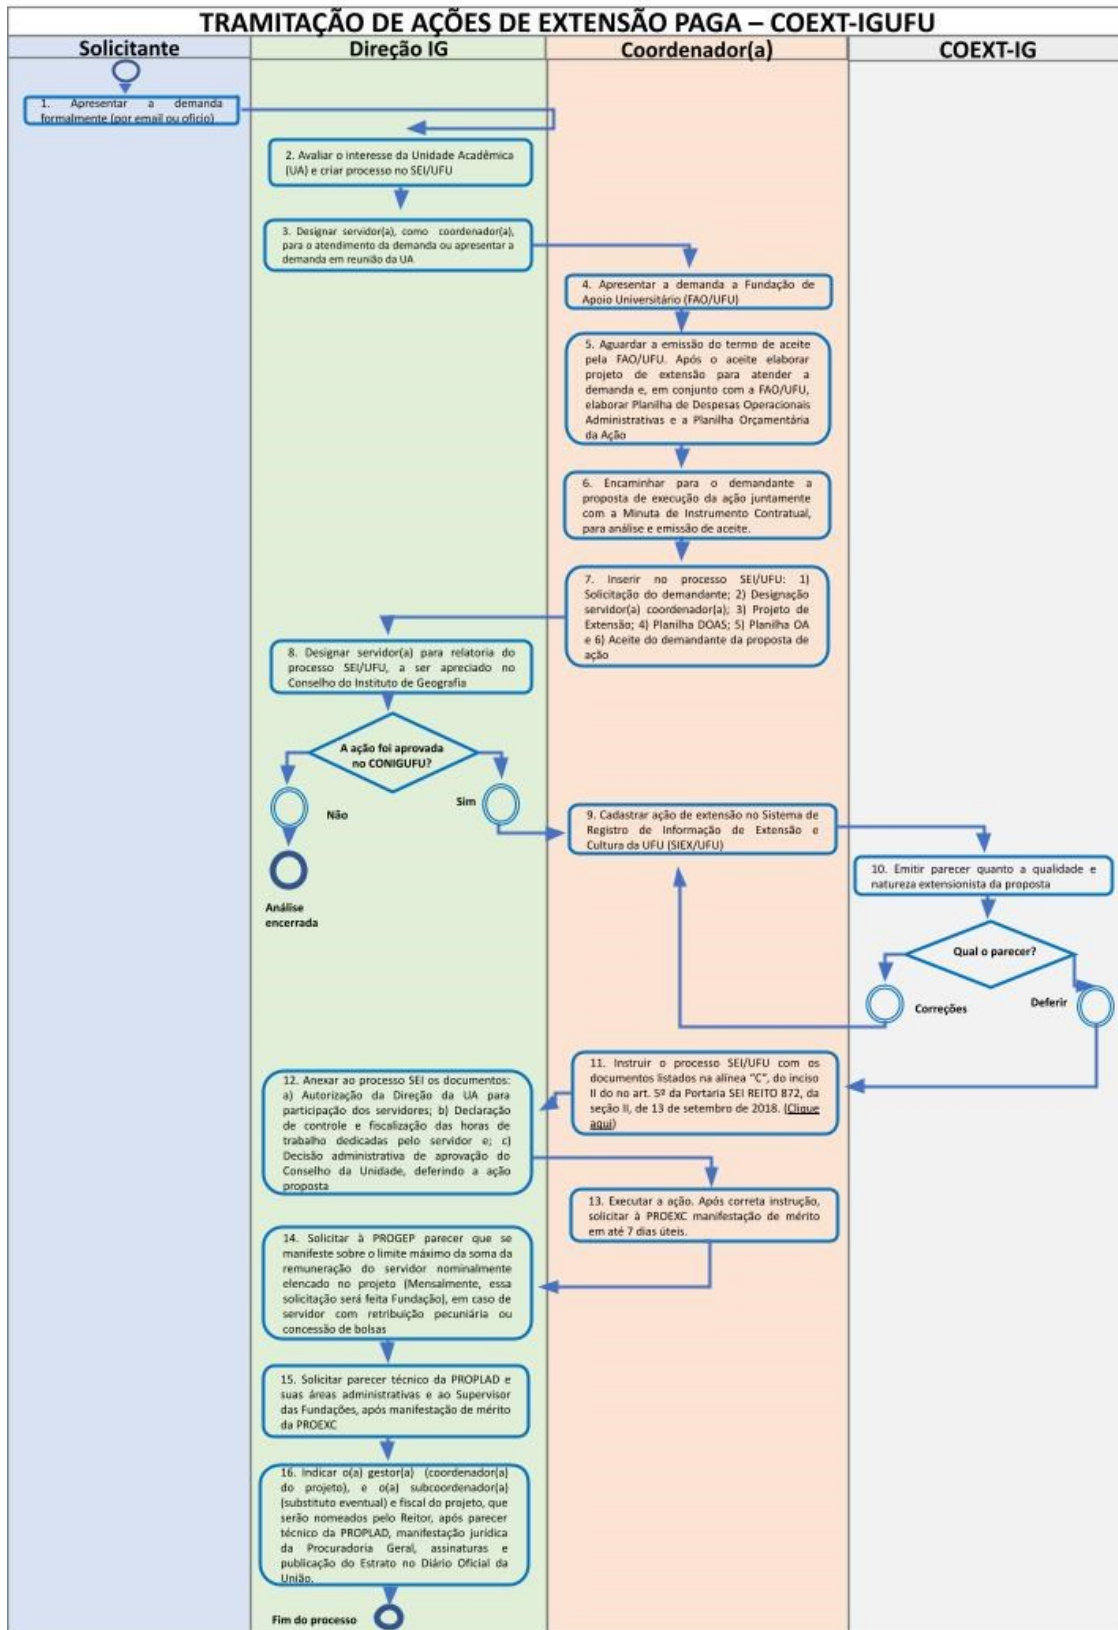 TRAMITAÇÃO DE AÇÕES DE EXTENSÃO PAGA – COEXT-IGUFU
Solicitante
Direção IG
Coordenador(a)
COEXT-IG
1. Apresentar a demanda
formalmente (por email ou ofício)
2. Avaliar o interesse da Unidade Acadêmica
(UA) e criar processo no SEI/UFU
3. Designar servidor(a), como coordenador(a),
para o atendimento da demanda ou apresentar a
demanda em reunião da UA
4. Apresentar a demanda a Fundação de
Apoio Universitário (FAO/UFU)
5. Aguardar a emissão do termo de aceite
pela FAO/UFU. Após o aceite elaborar
projeto de extensão para atender a
demanda e, em conjunto com a FAO/UFU,
elaborar Planilha de Despesas Operacionais
Administrativas e a Planilha Orçamentária
da Ação
6. Encaminhar para o demandante a
proposta de execução da ação juntamente
com a Minuta de Instrumento Contratual,
para análise e emissão de aceite.
7. Inserir no processo SEI/UFU: 1)
Solicitação do demandante; 2) Designação
servidor(a) coordenador(a); 3) Projeto de
Extensão; 4) Planilha DOAS; 5) Planilha OA
e 6) Aceite do demandante da proposta de
ação
8. Designar servidor(a) para relatoria do
processo SEI/UFU, a ser apreciado no
Conselho do Instituto de Geografia
A ação foi aprovada
no CONIGUFU?
Não
Sim
Análise
encerrada
9. Cadastrar ação de extensão no Sistema de
Registro de Informação de Extensão e
Cultura da UFU (SIEX/UFU)
10. Emitir parecer quanto a qualidade e
natureza extensionista da proposta
Qual o parecer?
Correções
Deferir
11. Instruir o processo SEI/UFU com os
documentos listados na alínea "C", do inciso
II do no art. 5º da Portaria SEI REITO 872, da
seção II, de 13 de setembro de 2018. (Clique
aqui)
12. Anexar ao processo SEI os documentos:
a) Autorização da Direção da UA para
participação dos servidores; b) Declaração
de controle e fiscalização das horas de
trabalho dedicadas pelo servidor e; c)
Decisão administrativa de aprovação do
Conselho da Unidade, deferindo a ação
proposta
13. Executar a ação. Após correta instrução,
solicitar à PROEXC manifestação de mérito
em até 7 dias úteis.
14. Solicitar à PROGEP parecer que se
manifeste sobre o limite máximo da soma da
remuneração do servidor nominalmente
elencado no projeto (Mensalmente, essa
solicitação será feita Fundação), em caso de
servidor com retribuição pecuniária ou
concessão de bolsas
15. Solicitar parecer técnico da PROPLAD e
suas áreas administrativas e ao Supervisor
das Fundações, após manifestação de mérito
da PROEXC
16. Indicar o(a) gestor(a) (coordenador(a)
do projeto), e o(a) subcoordenador(a)
(substituto eventual) e fiscal do projeto, que
serão nomeados pelo Reitor, após parecer
técnico da PROPLAD, manifestação jurídica
da Procuradoria Geral, assinaturas e
publicação do Estrato no Diário Oficial da
União.
Fim do processo